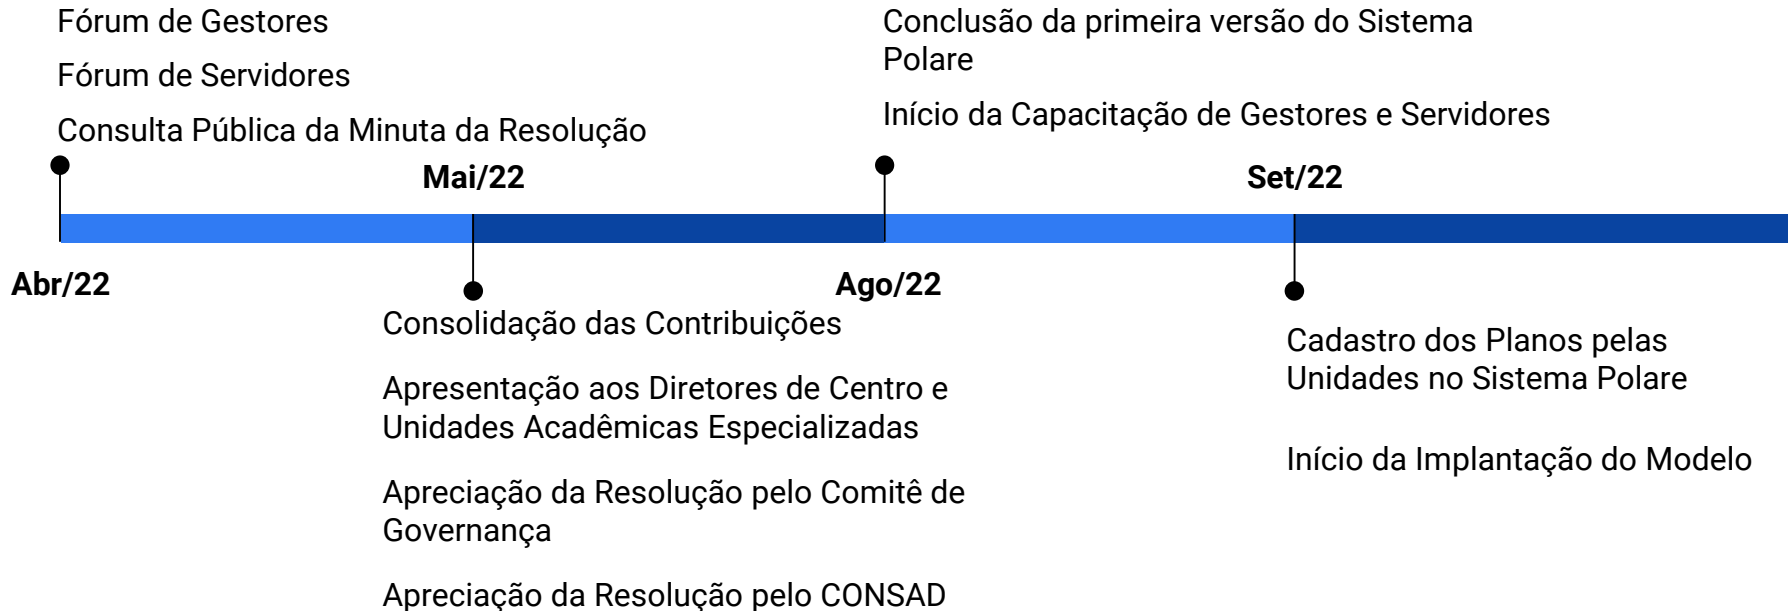 Fórum de Gestores
Fórum de Servidores
Consulta Pública da Minuta da Resolução
Conclusão da primeira versão do Sistema
Polare
Início da Capacitação de Gestores e Servidores
Mai/22
Set/22
Abr/22
Ago/22
Consolidação das Contribuições
Apresentação aos Diretores de Centro e
Unidades Acadêmicas Especializadas
Apreciação da Resolução pelo Comitê de
Governança
Apreciação da Resolução pelo CONSAD
Cadastro dos Planos pelas
Unidades no Sistema Polare
Início da Implantação do Modelo